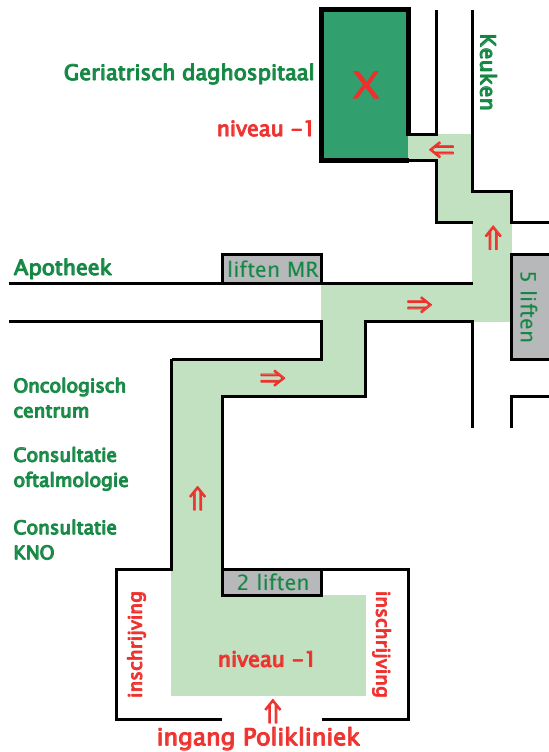 Geriatrisch daghospitaal
niveau -1
X
Keuken
Apotheek
liften MR
5 liften
Oncologisch
centrum
Consultatie
oftalmologie
Consultatie
KNO
2 liften
inschrijving
niveau -1
inschrijving
ingang Polikliniek